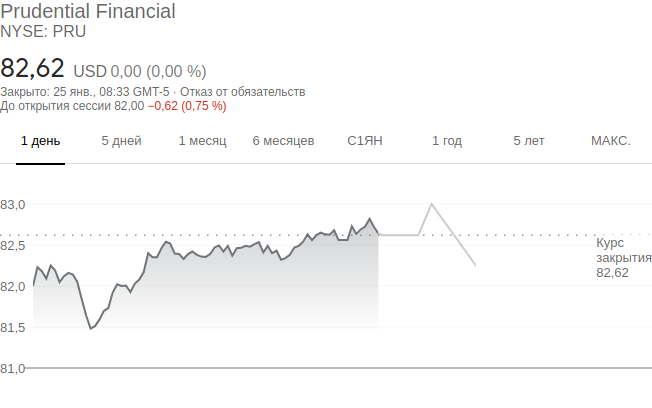 Prudential Financial
NYSE: PRU
82,62 USD 0,00 (0,00 %)
Закрыто: 25 янв., 08:33 GMT-5 · Отказ от обязательств
До открытия сессии 82,00 −0,62 (0,75 %)
1 день 5 дней 1 месяц 6 месяцев С1ЯН 1 год 5 лет МАКС.
83,0
82,5
Курс
закрытия
82,62
82,0
81,5
81,0